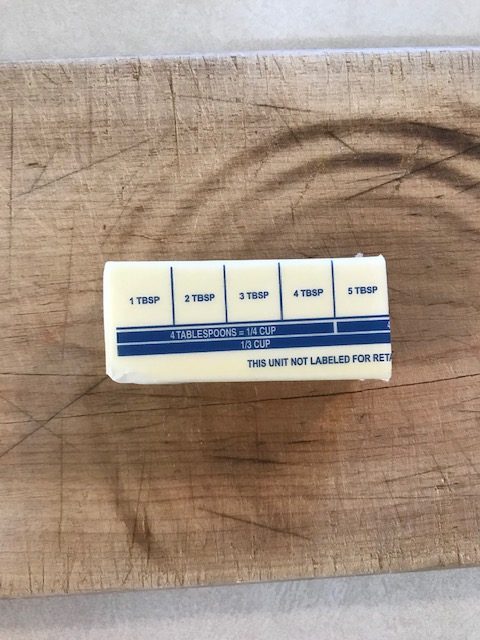 1 TBSP 2 TBSP 3 TBSP 4 TBSP 5 TBSP
4 TABLESPOONS = 1/4 CUP 4
1/3 CUP
THIS UNIT NOT LABELED FOR RETA